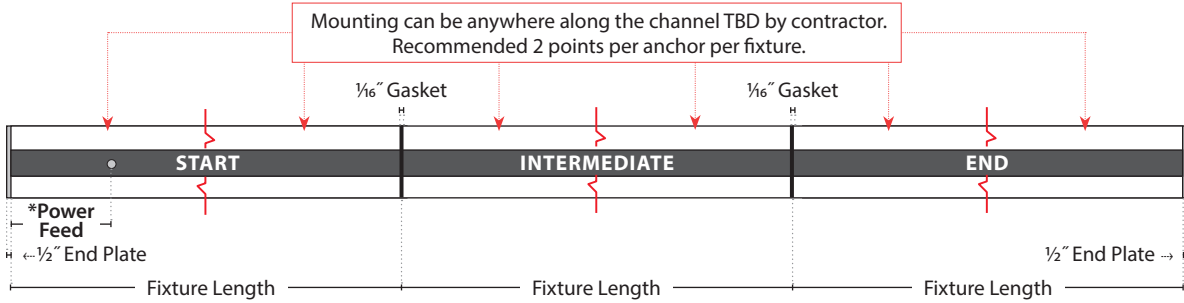 Mounting can be anywhere along the channel TBD by contractor.
Recommended 2 points per anchor per fixture.
1⁄16˝ Gasket
1⁄16˝ Gasket
START
INTERMEDIATE
END
*Power
Feed
½˝ End Plate
½˝ End Plate
Fixture Length
Fixture Length
Fixture Length